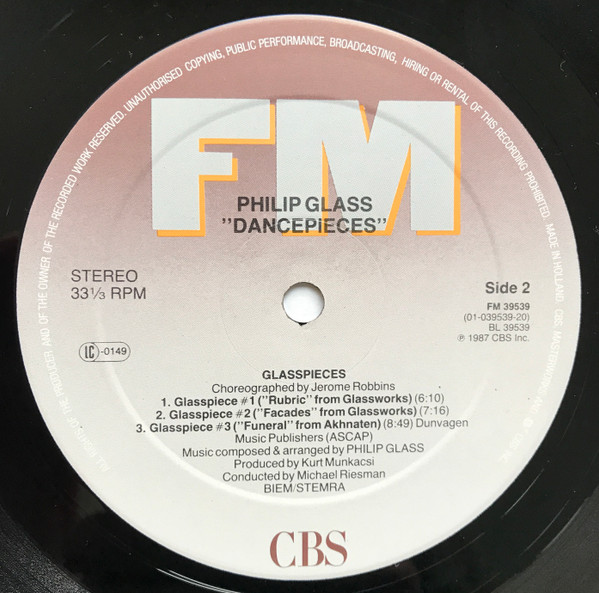 ALL RIGHTS OF THE PRODUCER AND OF THE OWNER OF THE RECORDED WORK RESERVED. UNAUTHORISED COPYING, PUBLIC PERFORMANCE, BROADCASTING, HIRING OR RENTAL OF THIS RECORDING PROHIBITED. MADE IN HOLLAND. CBS,
FM
PHILIP GLASS
"DANCEPiECES"
STEREO
33⅓ RPM
Side 2
FM 39539
(01-039539-20)
BL 39539
℗ 1987 CBS Inc.
LC-0149
GLASSPIECES
Choreographed by Jerome Robbins
1. Glasspiece #1 ("Rubric" from Glassworks) (6:10)
2. Glasspiece #2 ("Facades" from Glassworks) (7:16)
3. Glasspiece #3 ("Funeral" from Akhnaten) (8:49) Dunvagen
Music Publishers (ASCAP)
Music composed & arranged by PHILIP GLASS
Produced by Kurt Munkacsi
Conducted by Michael Riesman
BIEM/STEMRA
CBS